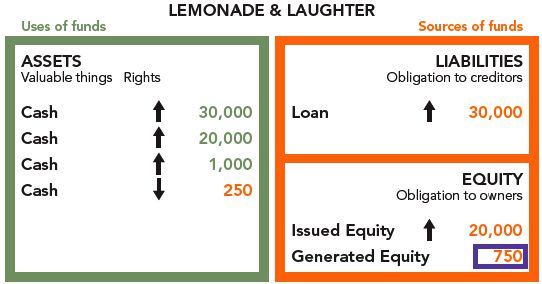 LEMONADE & LAUGHTER
Uses of funds
Sources of funds
ASSETS
Valuable things Rights
Cash 30,000
Cash 20,000
Cash 1,000
Cash 250
LIABILITIES
Obligation to creditors
Loan 30,000
EQUITY
Obligation to owners
Issued Equity 20,000
Generated Equity 750